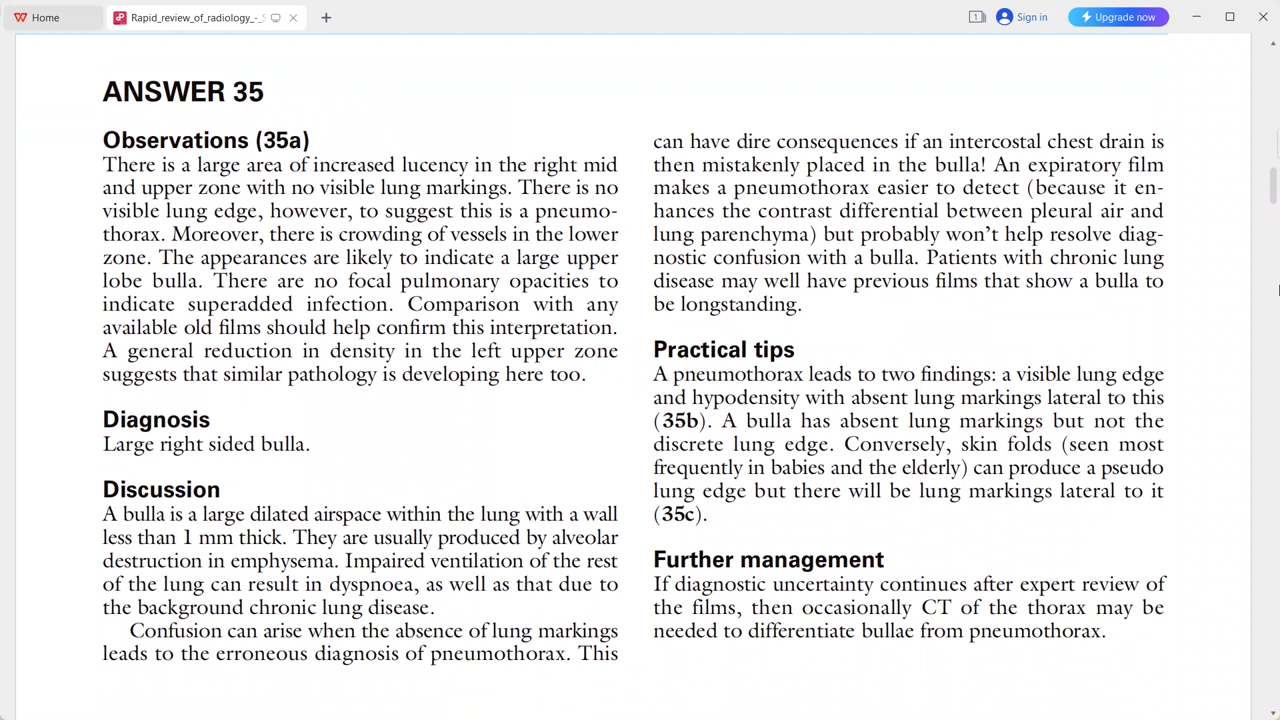 Home
Rapid_review_of_radiology_-_S
1
Sign in
Upgrade now
ANSWER 35
Observations (35a)
There is a large area of increased lucency in the right mid
and upper zone with no visible lung markings. There is no
visible lung edge, however, to suggest this is a pneumo-
thorax. Moreover, there is crowding of vessels in the lower
zone. The appearances are likely to indicate a large upper
lobe bulla. There are no focal pulmonary opacities to
indicate superadded infection. Comparison with any
available old films should help confirm this interpretation.
A general reduction in density in the left upper zone
suggests that similar pathology is developing here too.
Diagnosis
Large right sided bulla.
Discussion
A bulla is a large dilated airspace within the lung with a wall
less than 1 mm thick. They are usually produced by alveolar
destruction in emphysema. Impaired ventilation of the rest
of the lung can result in dyspnoea, as well as that due to
the background chronic lung disease.
Confusion can arise when the absence of lung markings
leads to the erroneous diagnosis of pneumothorax. This
can have dire consequences if an intercostal chest drain is
then mistakenly placed in the bulla! An expiratory film
makes a pneumothorax easier to detect (because it en-
hances the contrast differential between pleural air and
lung parenchyma) but probably won't help resolve diag-
nostic confusion with a bulla. Patients with chronic lung
disease may well have previous films that show a bulla to
be longstanding.
Practical tips
A pneumothorax leads to two findings: a visible lung edge
and hypodensity with absent lung markings lateral to this
(35b). A bulla has absent lung markings but not the
discrete lung edge. Conversely, skin folds (seen most
frequently in babies and the elderly) can produce a pseudo
lung edge but there will be lung markings lateral to it
(35c).
Further management
If diagnostic uncertainty continues after expert review of
the films, then occasionally CT of the thorax may be
needed to differentiate bullae from pneumothorax.